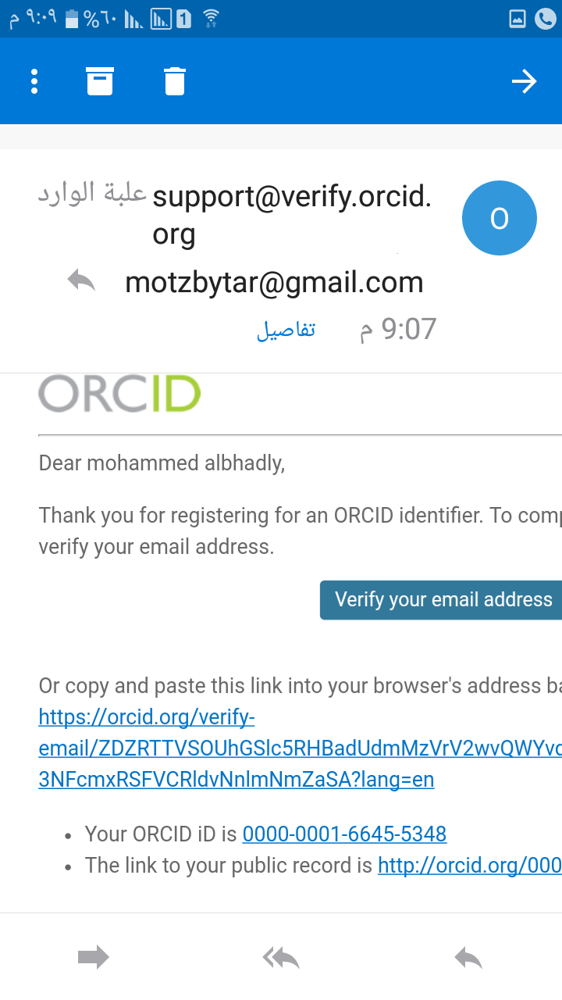 م ٩:٠٩ %٦٠ 1
علبة الوارد support@verify.orcid.
org
O
motzbytar@gmail.com
تفاصيل 9:07 م
ORCID
Dear mohammed albhadly,
Thank you for registering for an ORCID identifier. To comp
verify your email address.
Verify your email address
Or copy and paste this link into your browser's address ba
https://orcid.org/verify-
email/ZDZRTTVSOUhGSlc5RHBadUdmMzVrV2wvQWYvc
3NFcmxRSFVCRldvNnlmNmZaSA?lang=en
• Your ORCID iD is 0000-0001-6645-5348
• The link to your public record is http://orcid.org/000